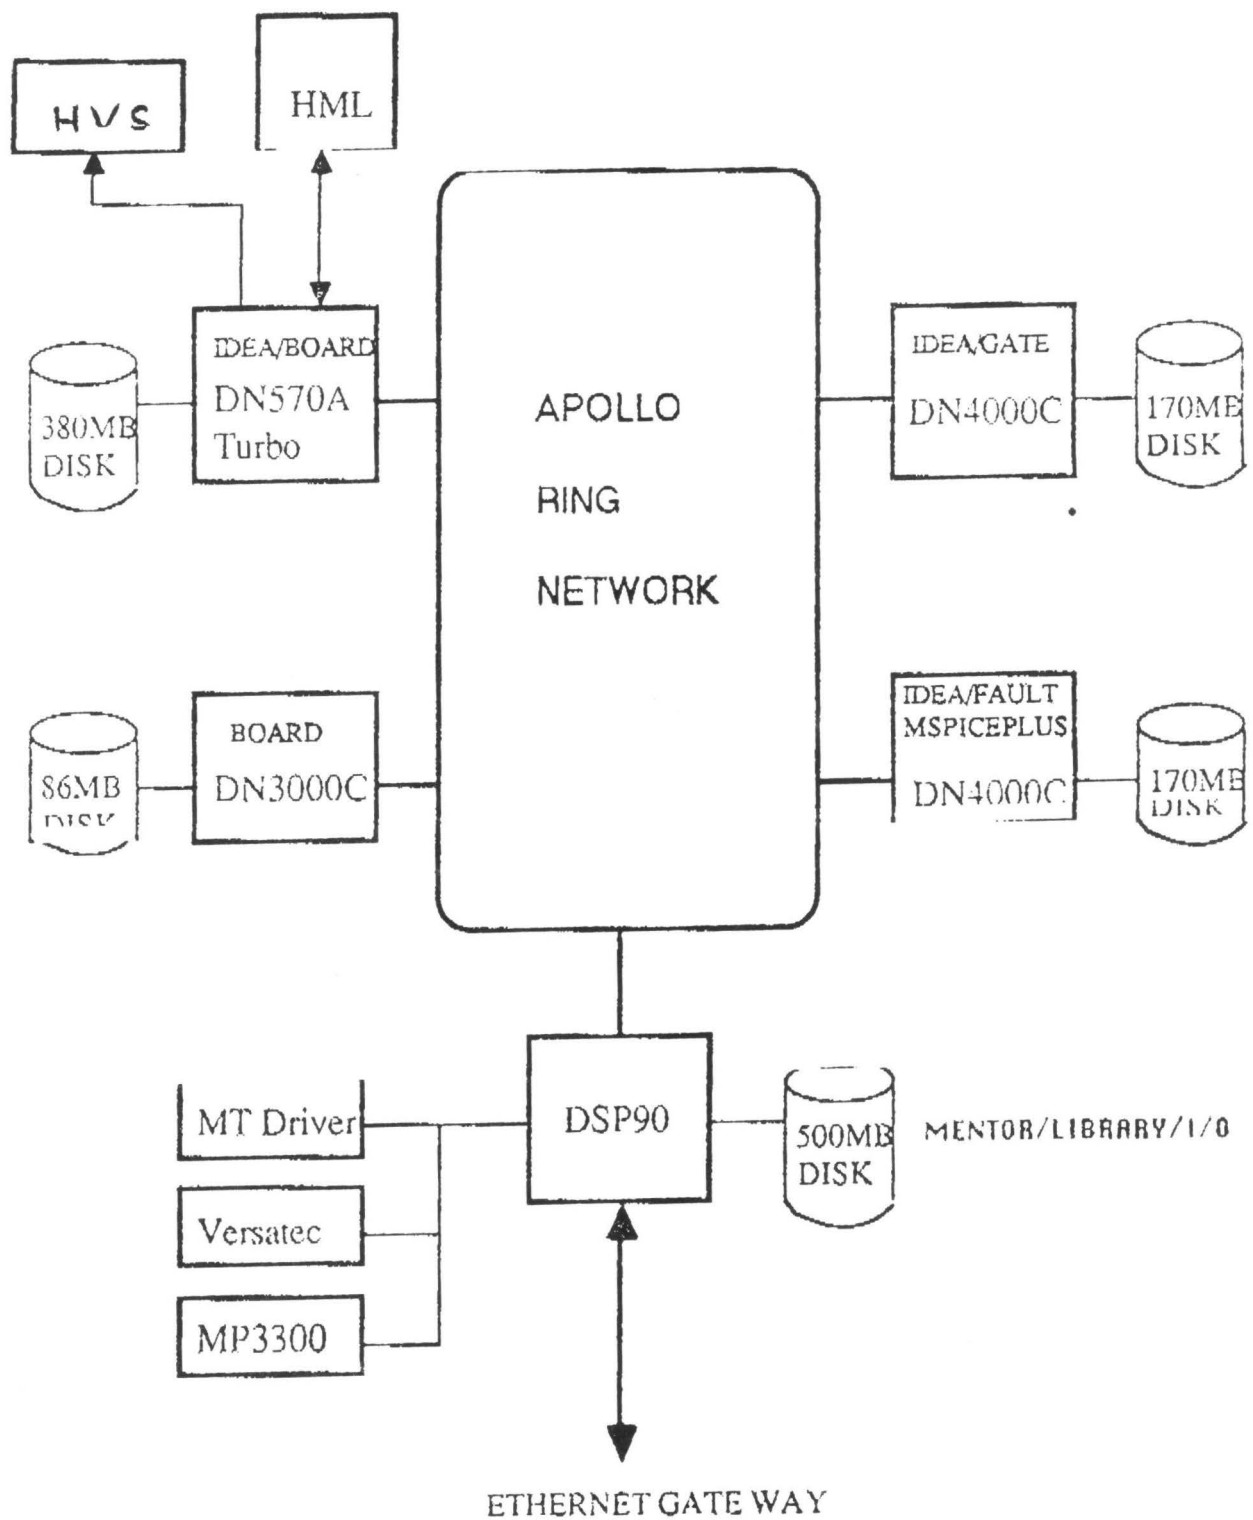 HVS
HML
IDEA/BOARD
DN570A
Turbo
380MB
DISK
APOLLO
RING
NETWORK
IDEA/GATE
DN4000C
170MB
DISK
BOARD
DN3000C
86MB
DISK
IDEA/FAULT
MSPICEPLUS
DN4000C
170MB
DISK
DSP90
500MB
DISK
MENTOR/LIBRARY/I/O
MT Driver
Versatec
MP3300
ETHERNET GATE WAY